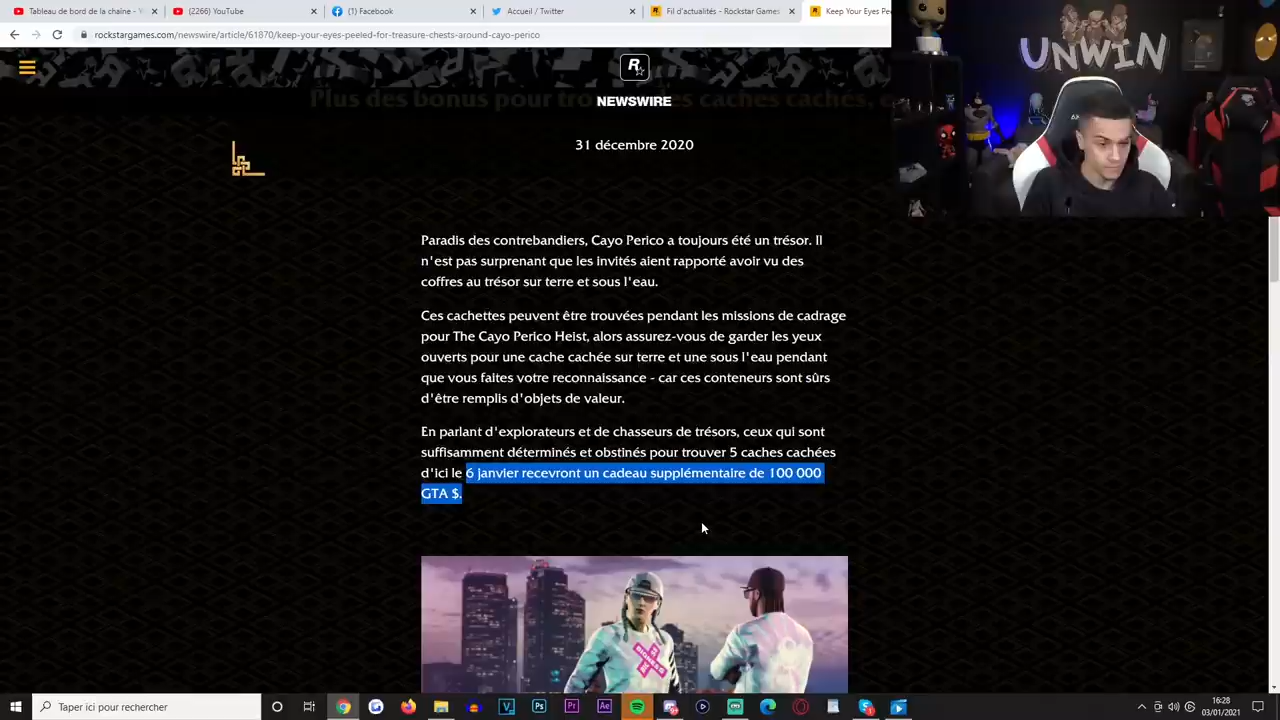 Tableau de bord de la chaîne - Y
(2266) YouTube
(1) Facebook
Accueil / Twitter
Fil d'actualités - Rockstar Games
Keep Your Eyes Pe
rockstargames.com/newswire/article/61870/keep-your-eyes-peeled-for-treasure-chests-around-cayo-perico
UNWIN
R
NEWSWIRE
31 décembre 2020
Paradis des contrebandiers, Cayo Perico a toujours été un trésor. Il
n'est pas surprenant que les invités aient rapporté avoir vu des
coffres au trésor sur terre et sous l'eau.
Ces cachettes peuvent être trouvées pendant les missions de cadrage
pour The Cayo Perico Heist, alors assurez-vous de garder les yeux
ouverts pour une cache cachée sur terre et une sous l'eau pendant
que vous faites votre reconnaissance - car ces conteneurs sont sûrs
d'être remplis d'objets de valeur.
En parlant d'explorateurs et de chasseurs de trésors, ceux qui sont
suffisamment déterminés et obstinés pour trouver 5 caches cachées
d'ici le 6 janvier recevront un cadeau supplémentaire de 100 000
GTA $.
Taper ici pour rechercher
16:28
03/01/2021